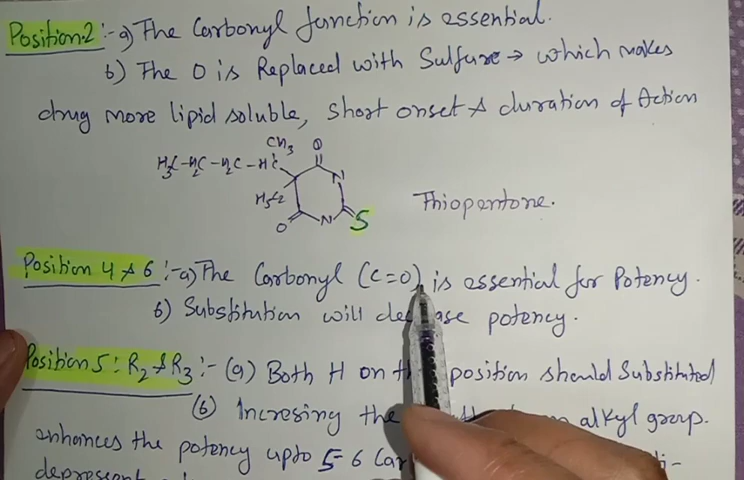 Position.2 :- a) The Carbonyl function is essential.
b) The O is Replaced with Sulfure → which makes
drug more lipid soluble, Short onset & duration of Action
CH3 O
H3C-H2C-H2C-HC N
H5C2
O N S
Thiopentone.
Position 4 & 6 :- a) The Carbonyl (C=O) is essential for Potency.
b) Substitution will decrease potency.
Position 5: R2 & R3 :- (a) Both H on the position should Substituted
(b) Incresing the alkyl group.
enhances the potency upto 5-6 Car
depressant